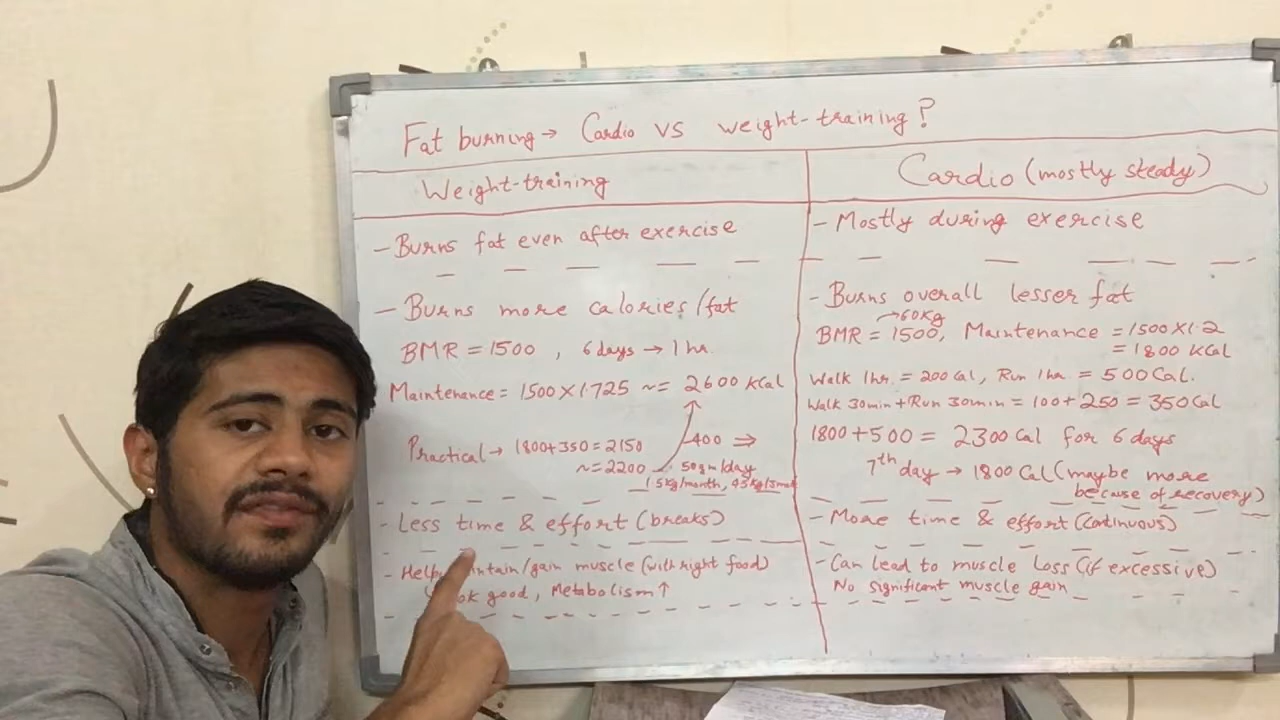 Fat burning → Cardio vs weight-training?
Weight-training
- Burns fat even after exercise
- Burns more calories/fat
BMR = 1500 , 6 days → 1 hr.
Maintenance = 1500 X 1.725 ~= 2600 KCal
Practical → 1800+350 = 2150
~= 2200
-400 ⇒
50gm/day
1.5kg/month, 4.5kg/3mon
- Less time & effort (breaks)
- Help maintain/gain muscle (with right food)
look good, Metabolism ↑
Cardio (mostly steady)
- Mostly during exercise
- Burns overall lesser fat
→ 60Kg
BMR = 1500, Maintenance = 1500 X 1.2
= 1800 KCal
Walk 1hr. = 200 Cal, Run 1hr = 500 Cal.
Walk 30min + Run 30min = 100 + 250 = 350 Cal
1800 + 500 = 2300 Cal for 6 days
7th day → 1800 Cal (maybe more
because of recovery)
- More time & effort (continuous)
- Can lead to muscle Loss (if excessive)
No significant muscle gain